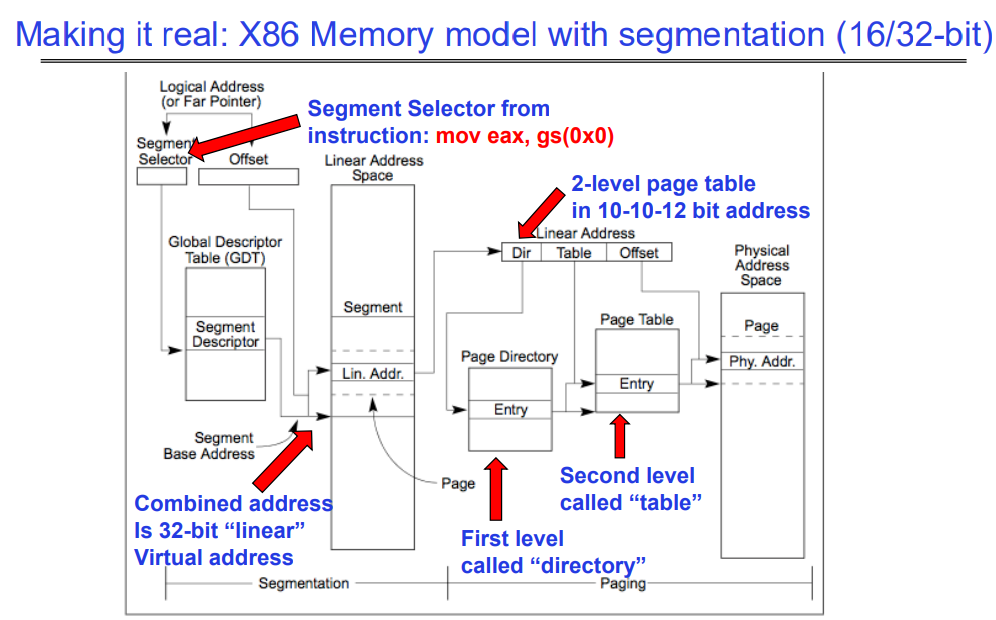 Making it real: X86 Memory model with segmentation (16/32-bit)
Logical Address
(or Far Pointer)
Segment Selector from
instruction: mov eax, gs(0x0)
Segmen
Selector
Offset
Linear Address
Space
2-level page table
in 10-10-12 bit address
Linear Address
Dir
Table
Offset
Physical
Address
Space
Global Descriptor
Table (GDT)
Segment
Descriptor
Segment
Lin. Addr.
Page Directory
Entry
Page Table
Entry
Page
Phy. Addr.
Segment
Base Address
Page
Combined address
Is 32-bit “linear”
Virtual address
First level
called “directory”
Second level
called “table”
Segmentation
Paging